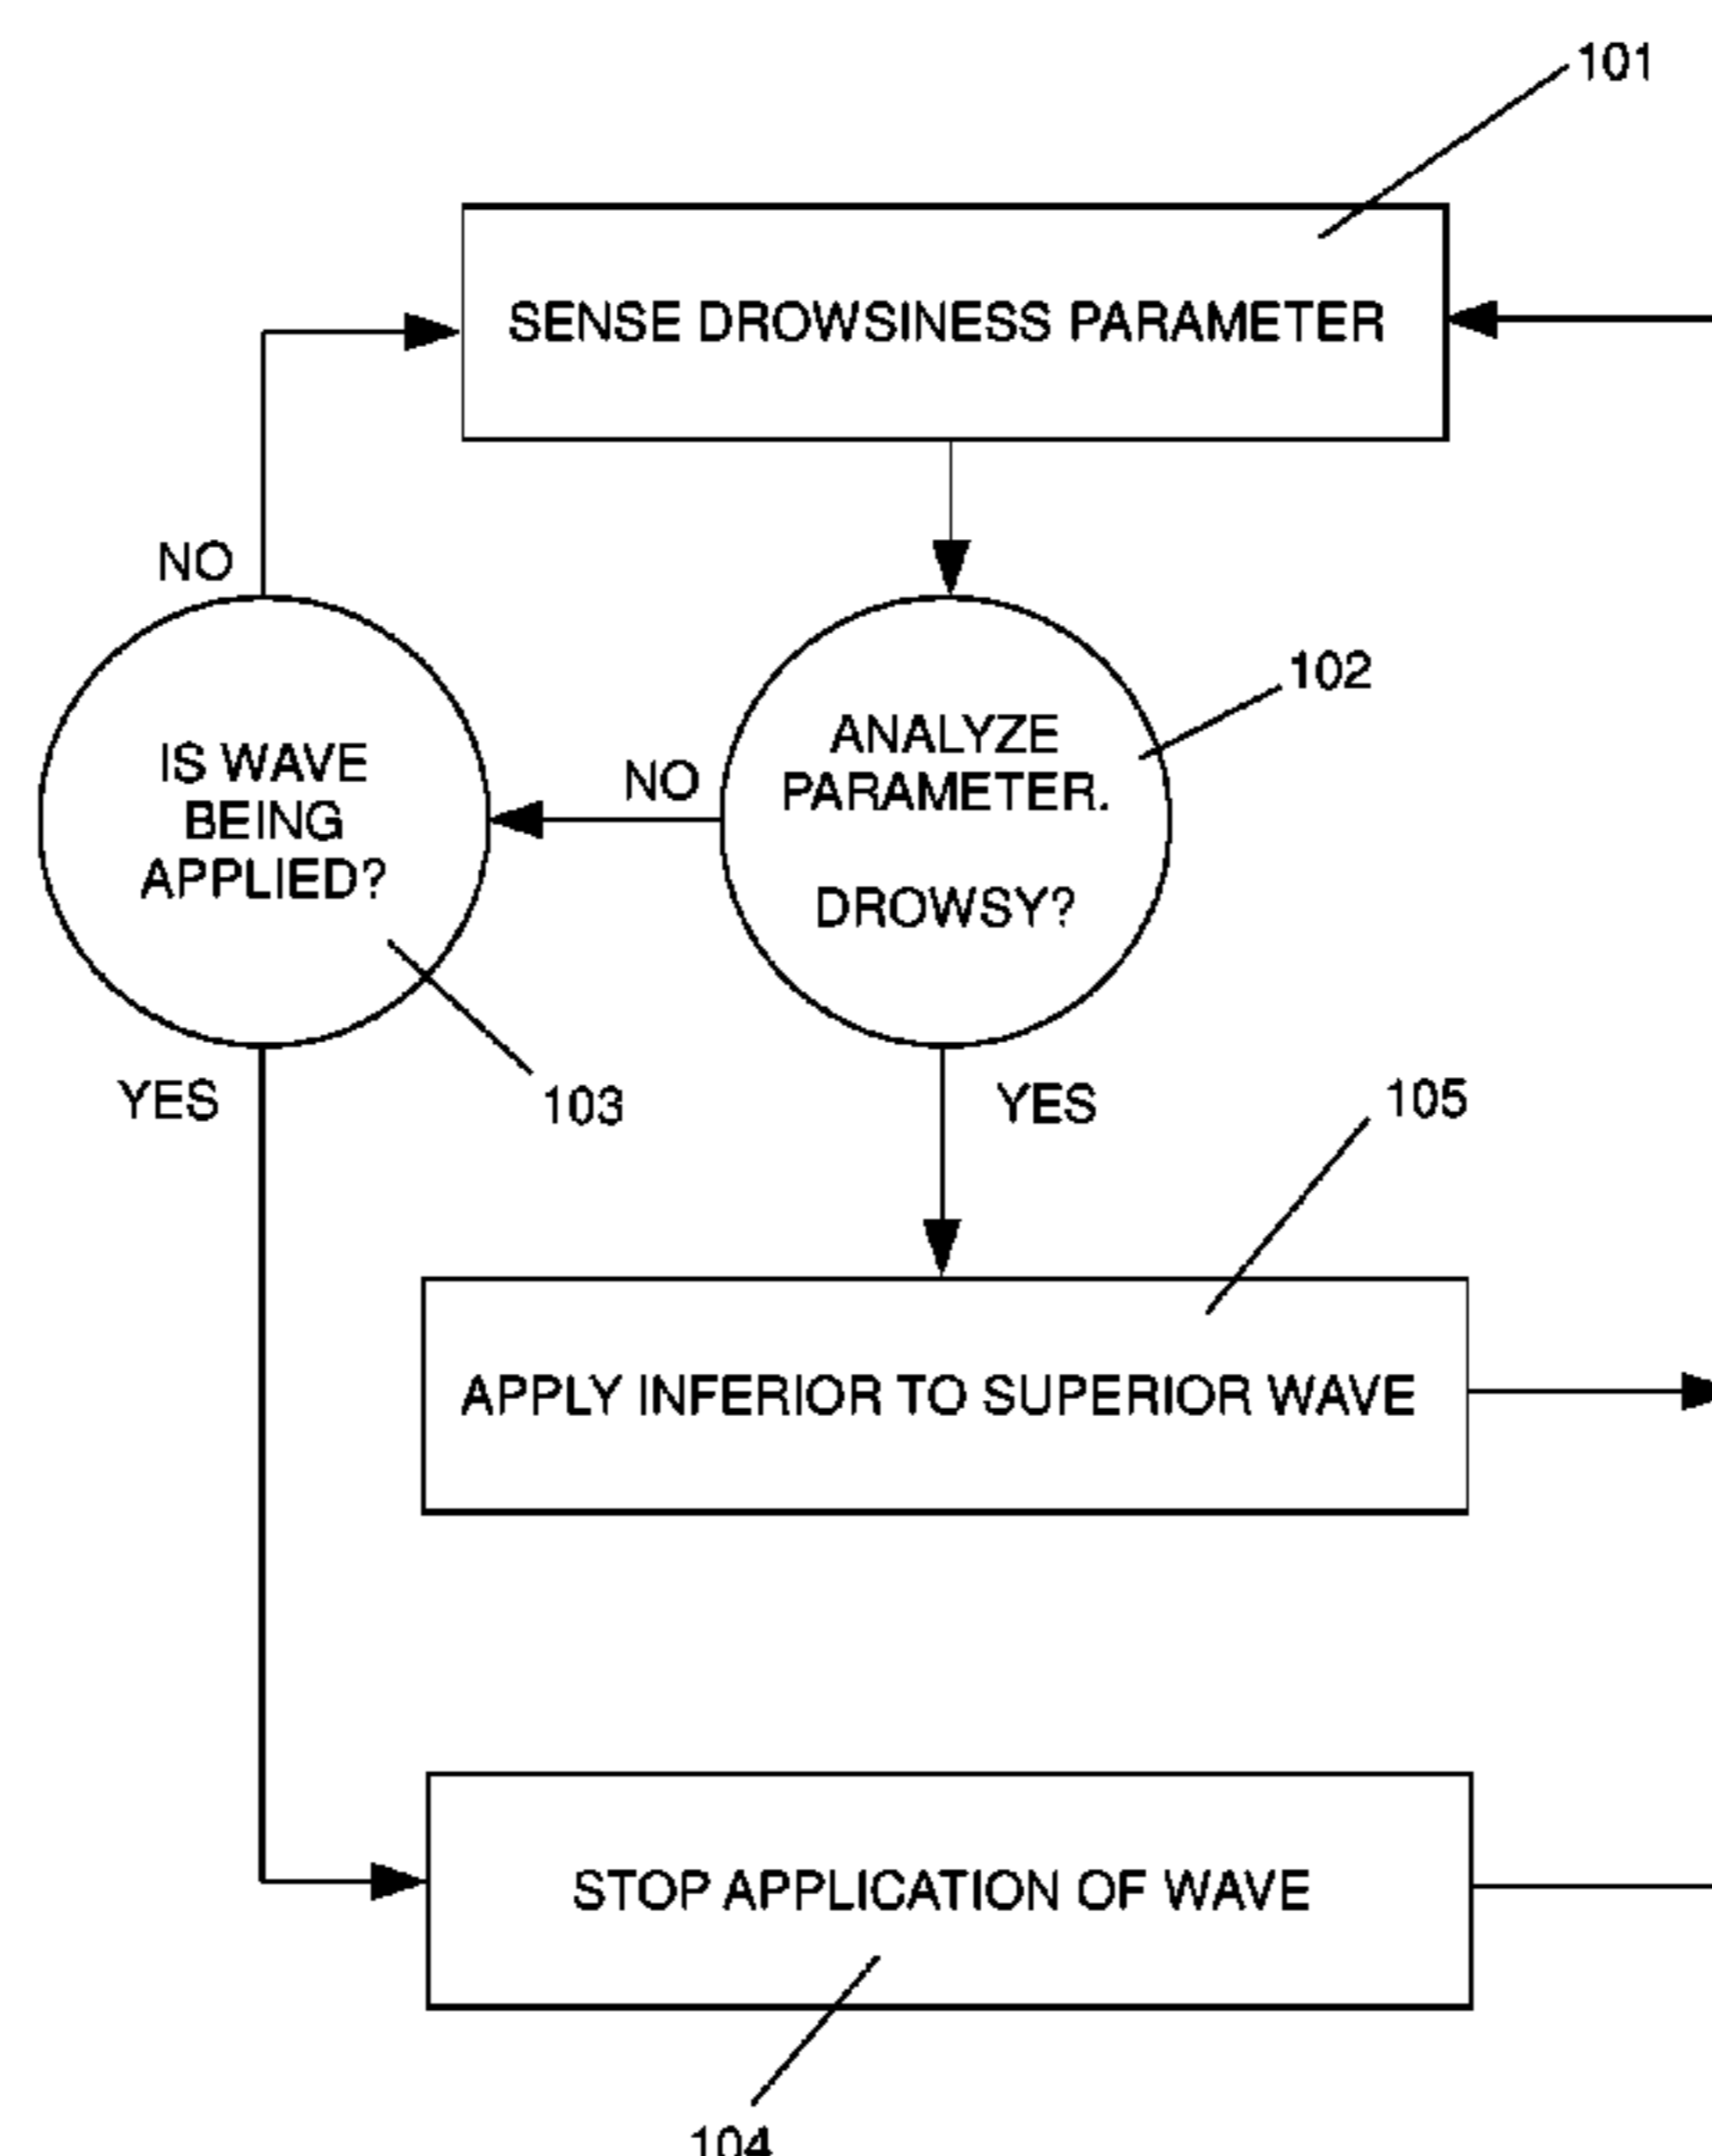 101
SENSE DROWSINESS PARAMETER
NO
102
IS WAVE
BEING
APPLIED?
NO
ANALYZE
PARAMETER.
DROWSY?
YES
103
YES
105
APPLY INFERIOR TO SUPERIOR WAVE
STOP APPLICATION OF WAVE
104